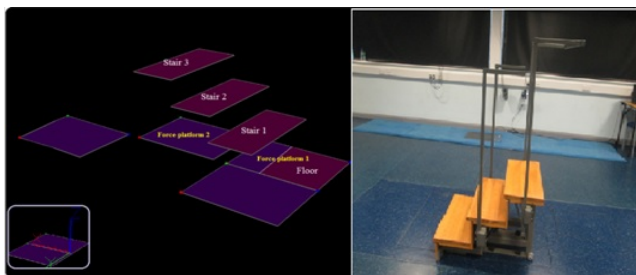 Stair 3
Stair 2
Stair 1
Force platform 2
Force platform 1
Floor